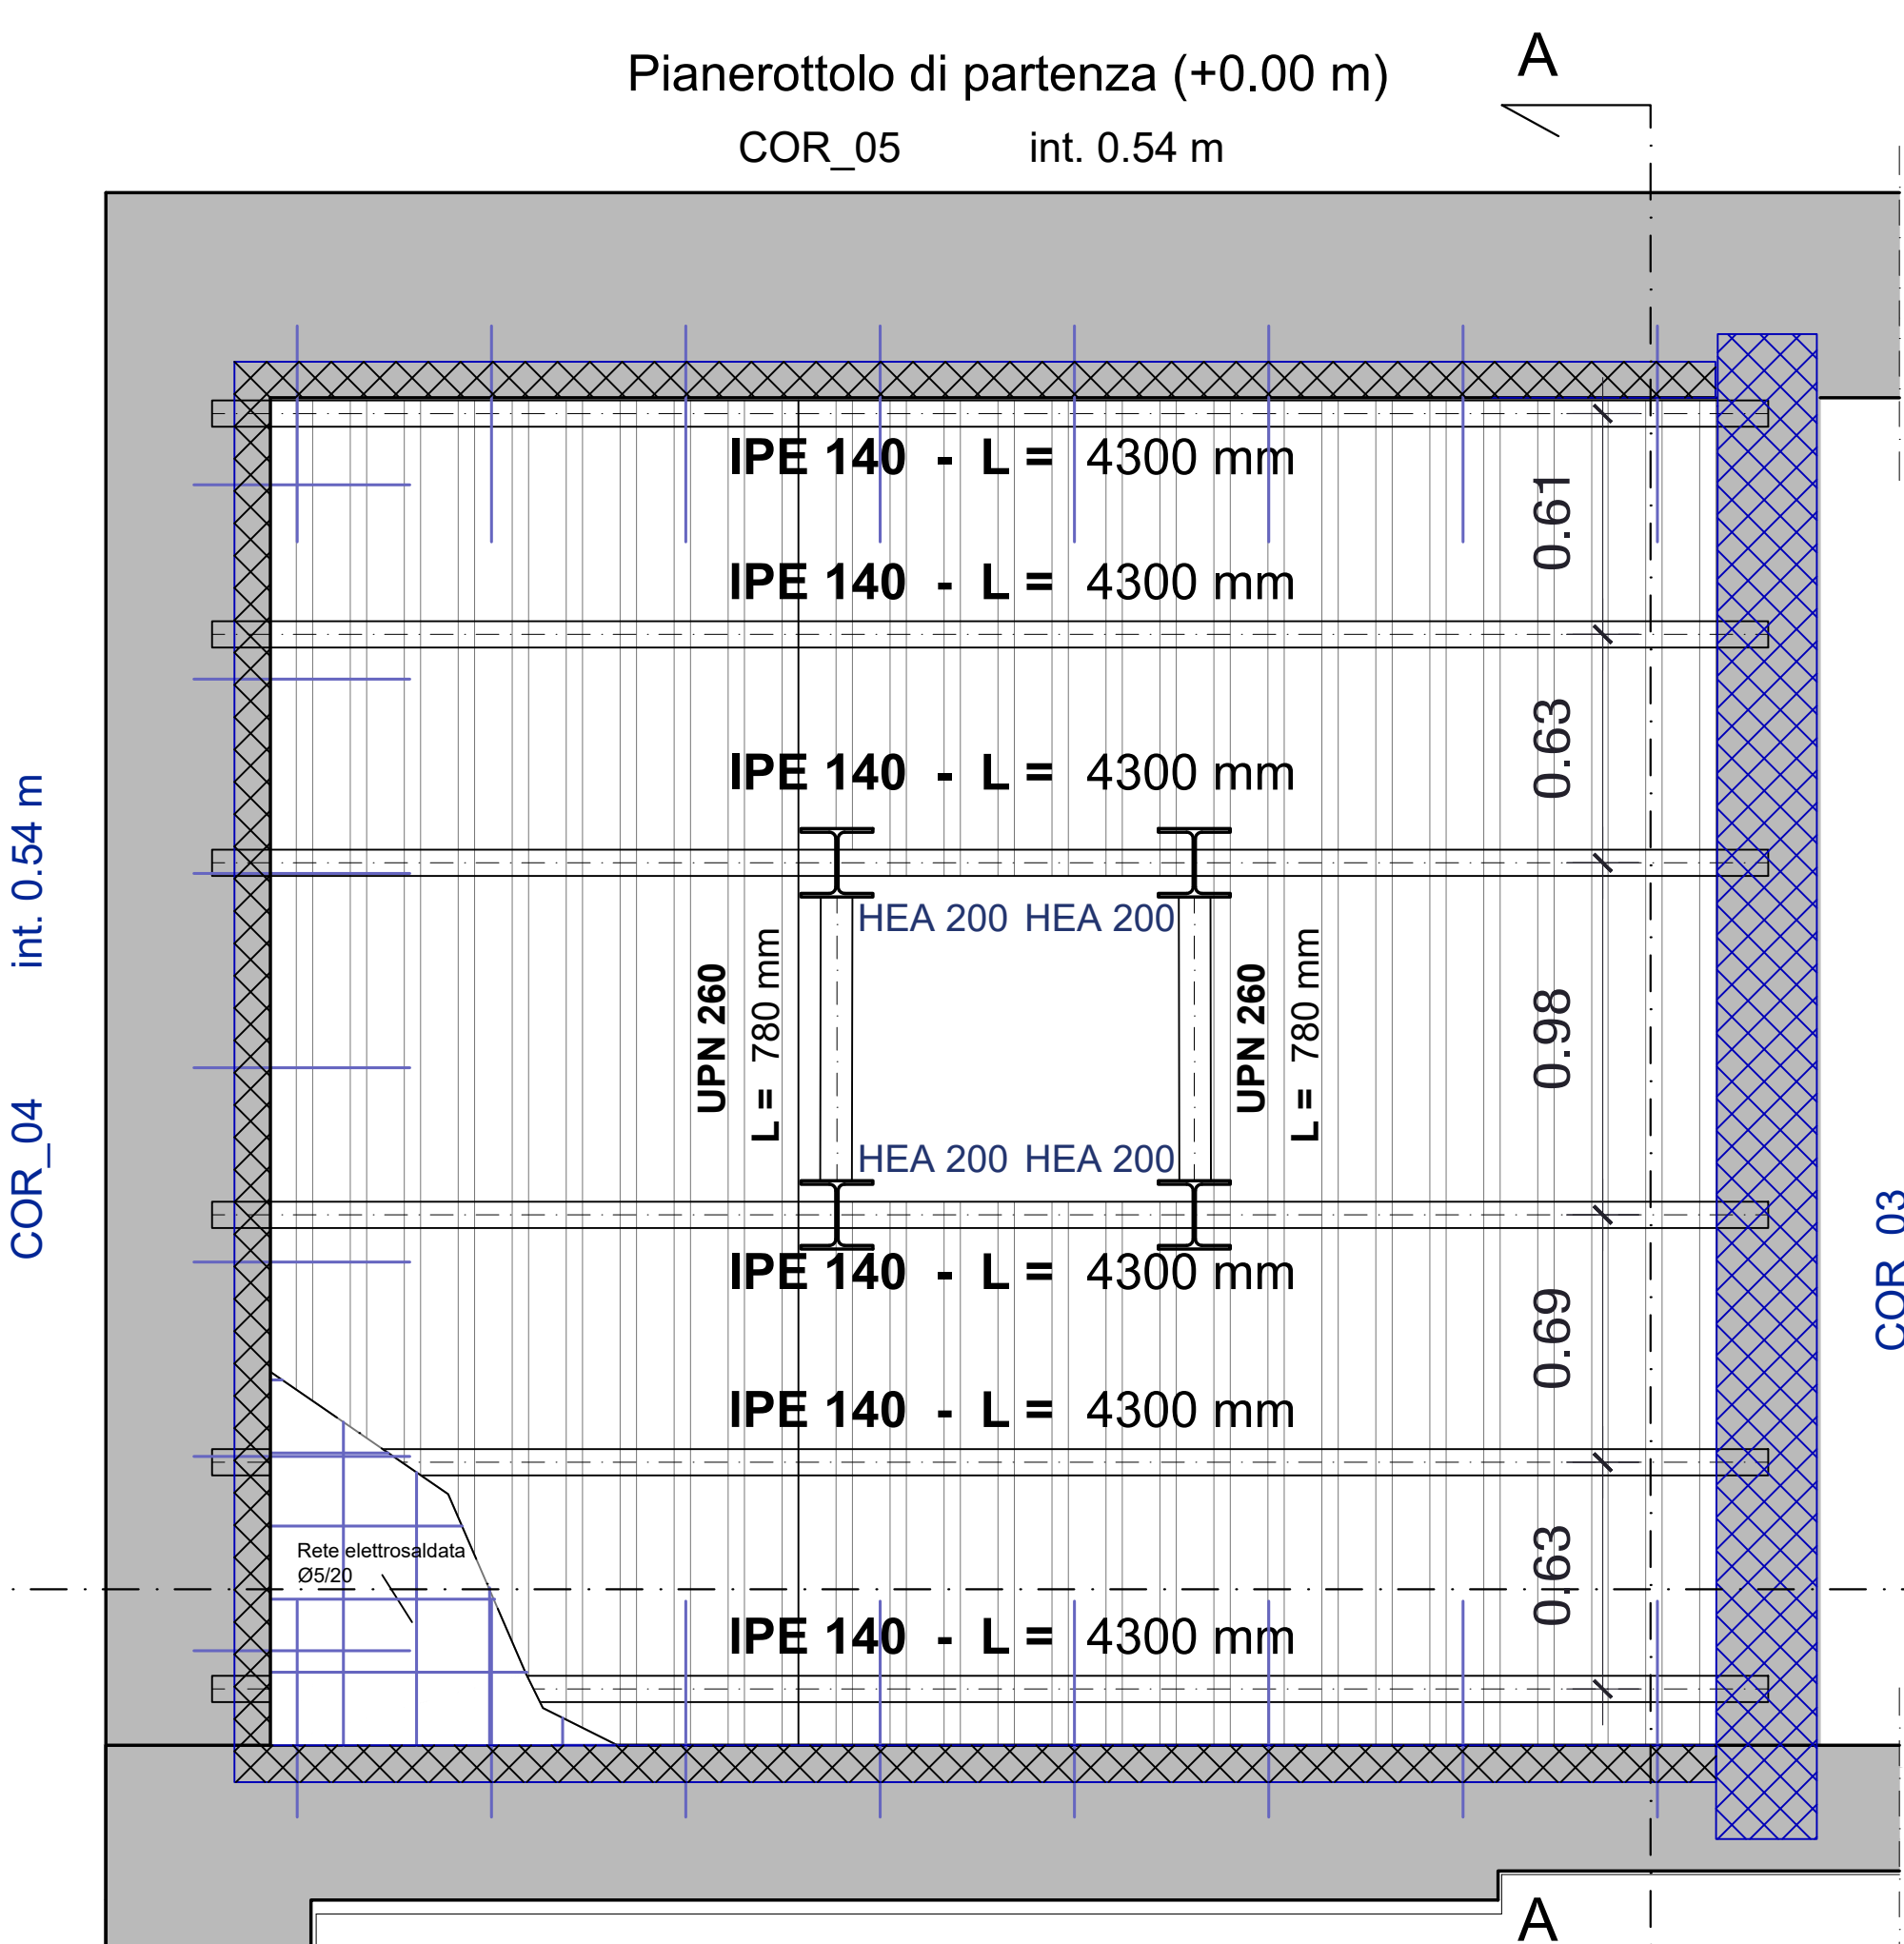 Pianerottolo di partenza (+0.00 m)
A
COR_05 int. 0.54 m
IPE 140 - L = 4300 mm
0.61
IPE 140 - L = 4300 mm
0.63
IPE 140 - L = 4300 mm
COR_04 int. 0.54 m
HEA 200 HEA 200
UPN 260
L = 780 mm
UPN 260
L = 780 mm
0.98
HEA 200 HEA 200
COR_03
IPE 140 - L = 4300 mm
0.69
IPE 140 - L = 4300 mm
Rete elettrosaldata
Ø5/20
0.63
IPE 140 - L = 4300 mm
A